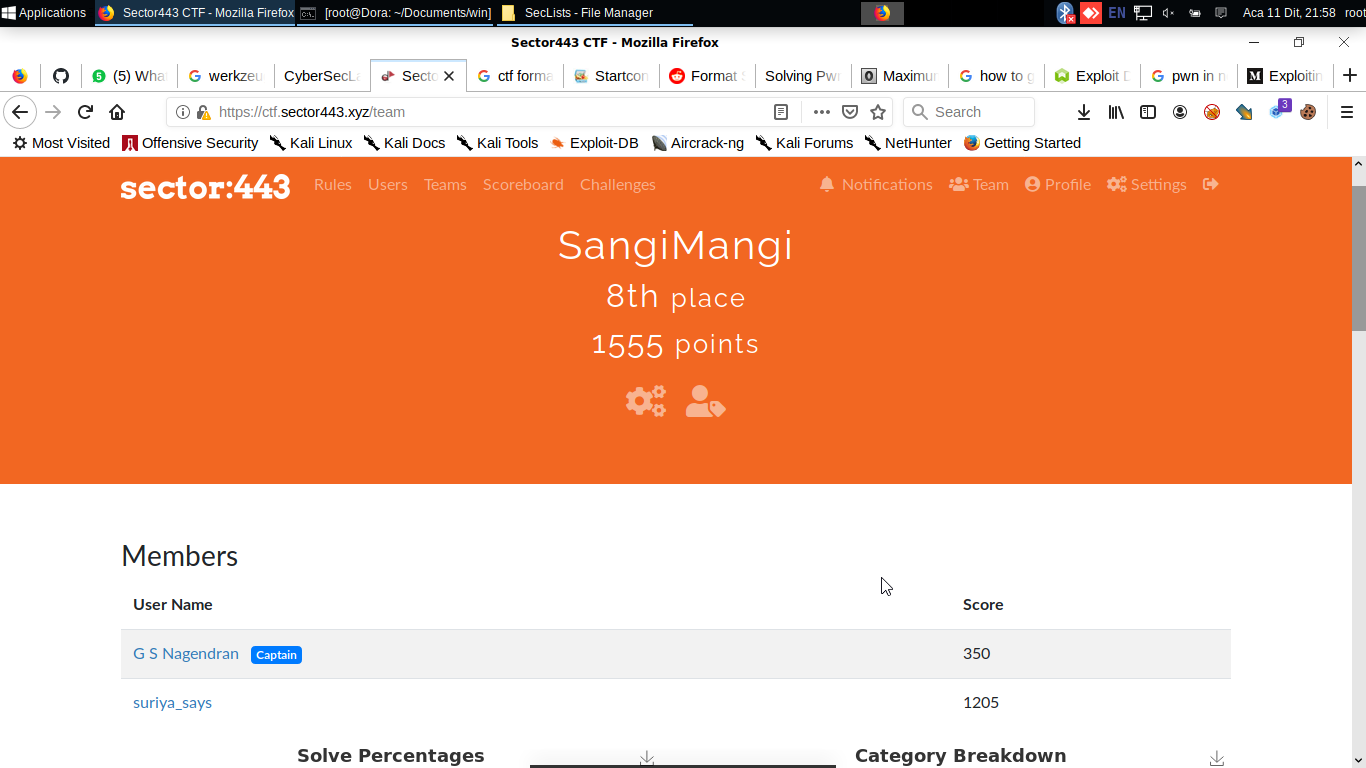 Applications Sector443 CTF - Mozilla Firefox [root@Dora: ~/Documents/win] SecLists - File Manager EN Aca 11 Dit, 21:58 root
Sector443 CTF - Mozilla Firefox
(5) Wha werkzeu CyberSecLa Secto ctf forma Startcon Format S Solving Pwn Maximum how to g Exploit D pwn in n Exploitin
https://ctf.sector443.xyz/team Search 3
Most Visited Offensive Security Kali Linux Kali Docs Kali Tools Exploit-DB Aircrack-ng Kali Forums NetHunter Getting Started
sector:443 Rules Users Teams Scoreboard Challenges Notifications Team Profile Settings
SangiMangi
8th place
1555 points
Members
User Name Score
G S Nagendran Captain 350
suriya_says 1205
Solve Percentages Category Breakdown